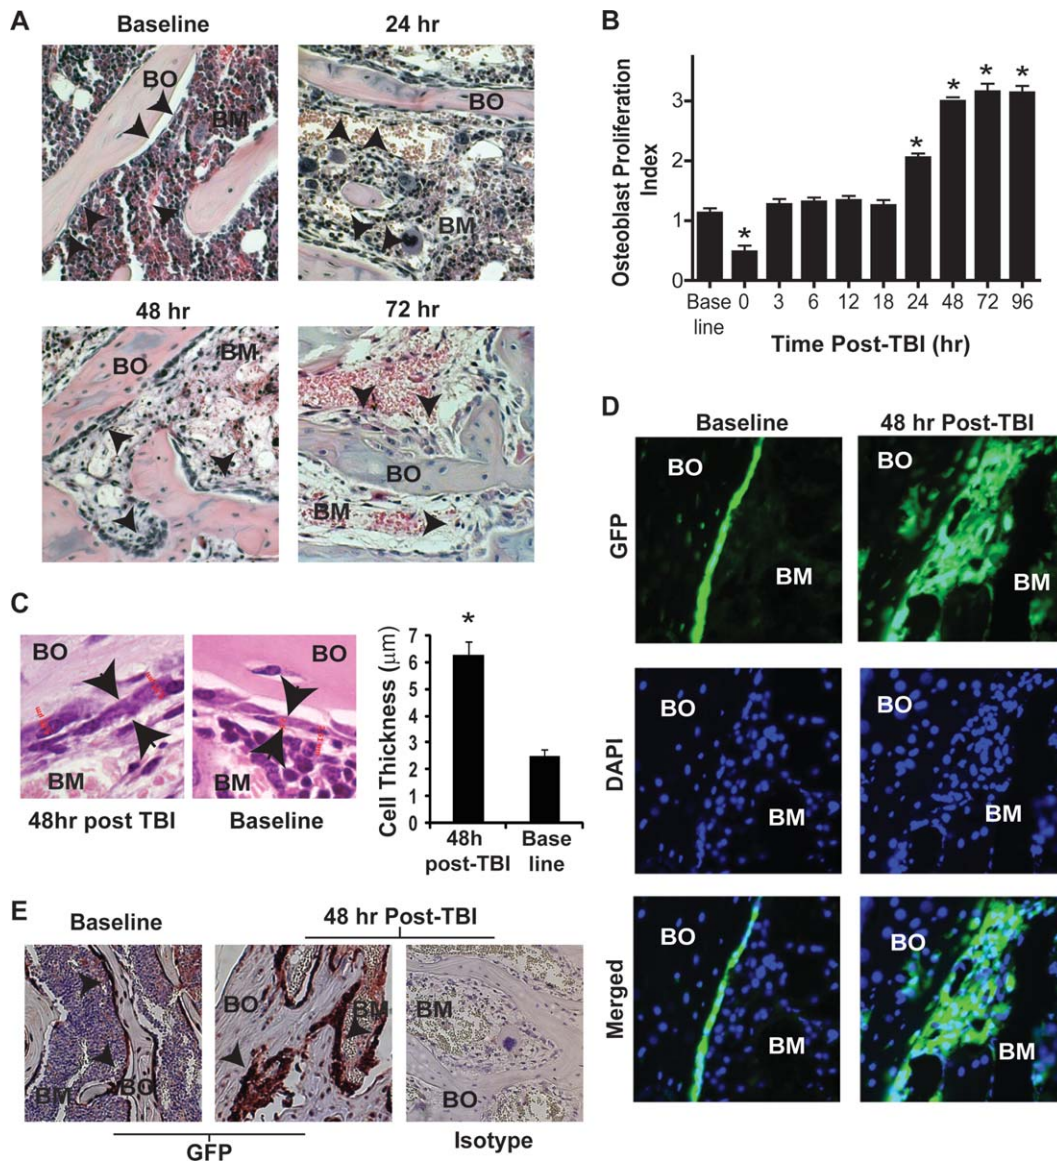 A
Baseline
24 hr
BO
BM
BO
BM
48 hr
72 hr
BO
BM
BO
BM
B
Osteoblast Proliferation
Index
3
2
1
0
Base
line
0 3 6 12 18 24 48 72 96
* * * * *
Time Post-TBI (hr)
C
BO
BM
BO
BM
48hr post TBI
Baseline
Cell Thickness (μm)
8
7
6
5
4
3
2
1
0
*
48h
post-TBI
Base
line
D
Baseline
48 hr Post-TBI
GFP
BO
BM
BO
BM
DAPI
BO
BM
BO
BM
Merged
BO
BM
BO
BM
E
Baseline
48 hr Post-TBI
BM
BO
BO
BM
BM
BO
GFP
Isotype